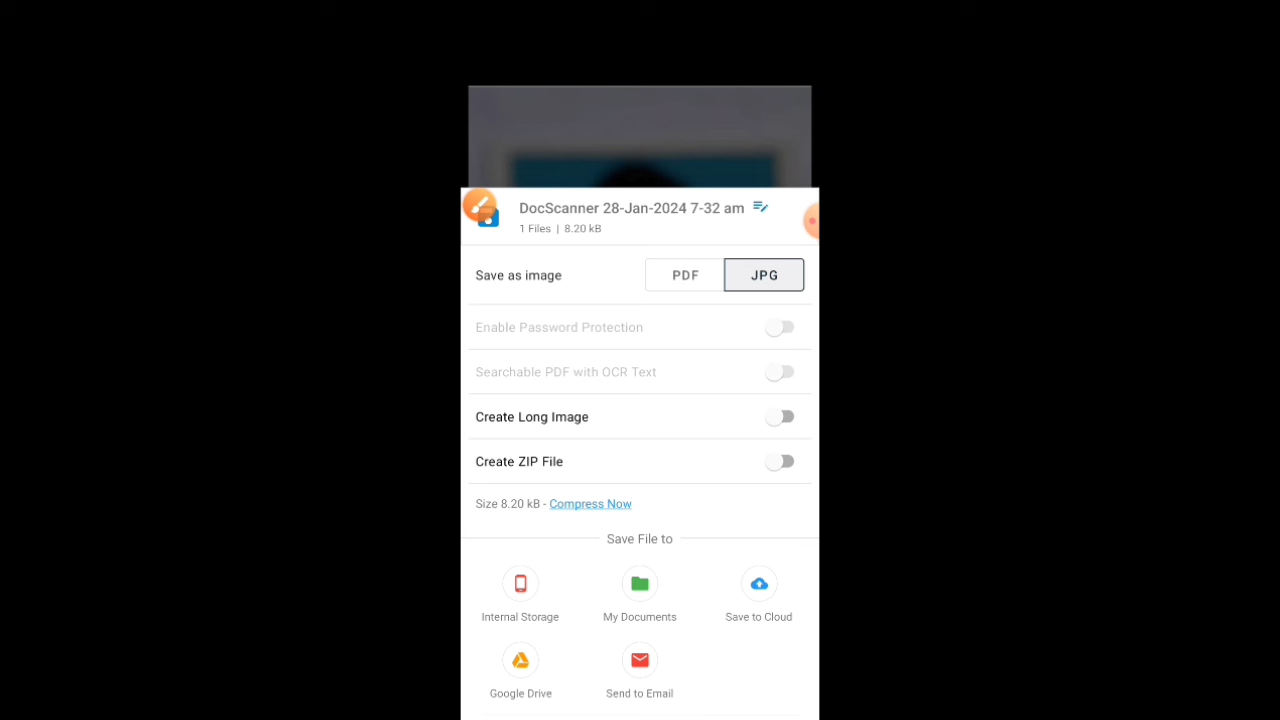 DocScanner 28-Jan-2024 7-32 am
1 Files | 8.20 kB
Save as image PDF JPG
Enable Password Protection
Searchable PDF with OCR Text
Create Long Image
Create ZIP File
Size 8.20 kB - Compress Now
Save File to
Internal Storage My Documents Save to Cloud
Google Drive Send to Email